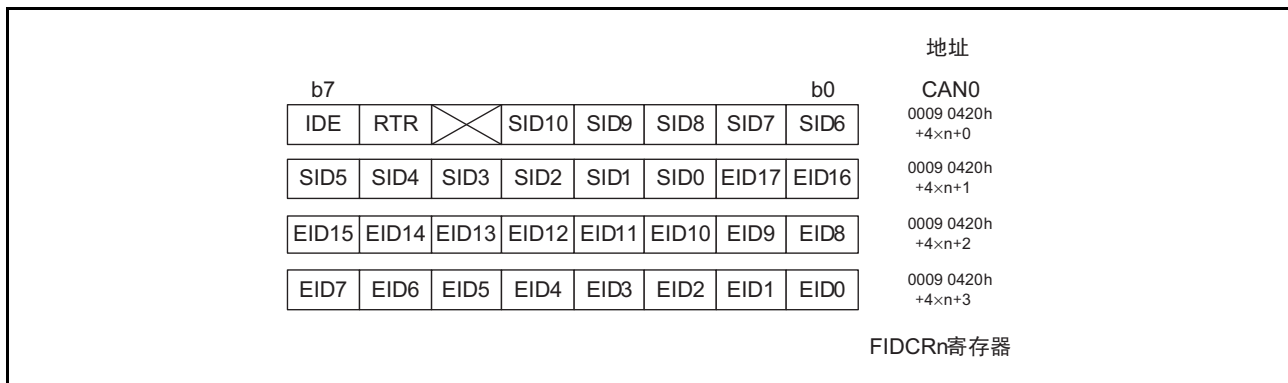 地址
b7 b0 CAN0
IDE RTR SID10 SID9 SID8 SID7 SID6 0009 0420h
+4×n+0
SID5 SID4 SID3 SID2 SID1 SID0 EID17 EID16 0009 0420h
+4×n+1
EID15 EID14 EID13 EID12 EID11 EID10 EID9 EID8 0009 0420h
+4×n+2
EID7 EID6 EID5 EID4 EID3 EID2 EID1 EID0 0009 0420h
+4×n+3
FIDCRn寄存器